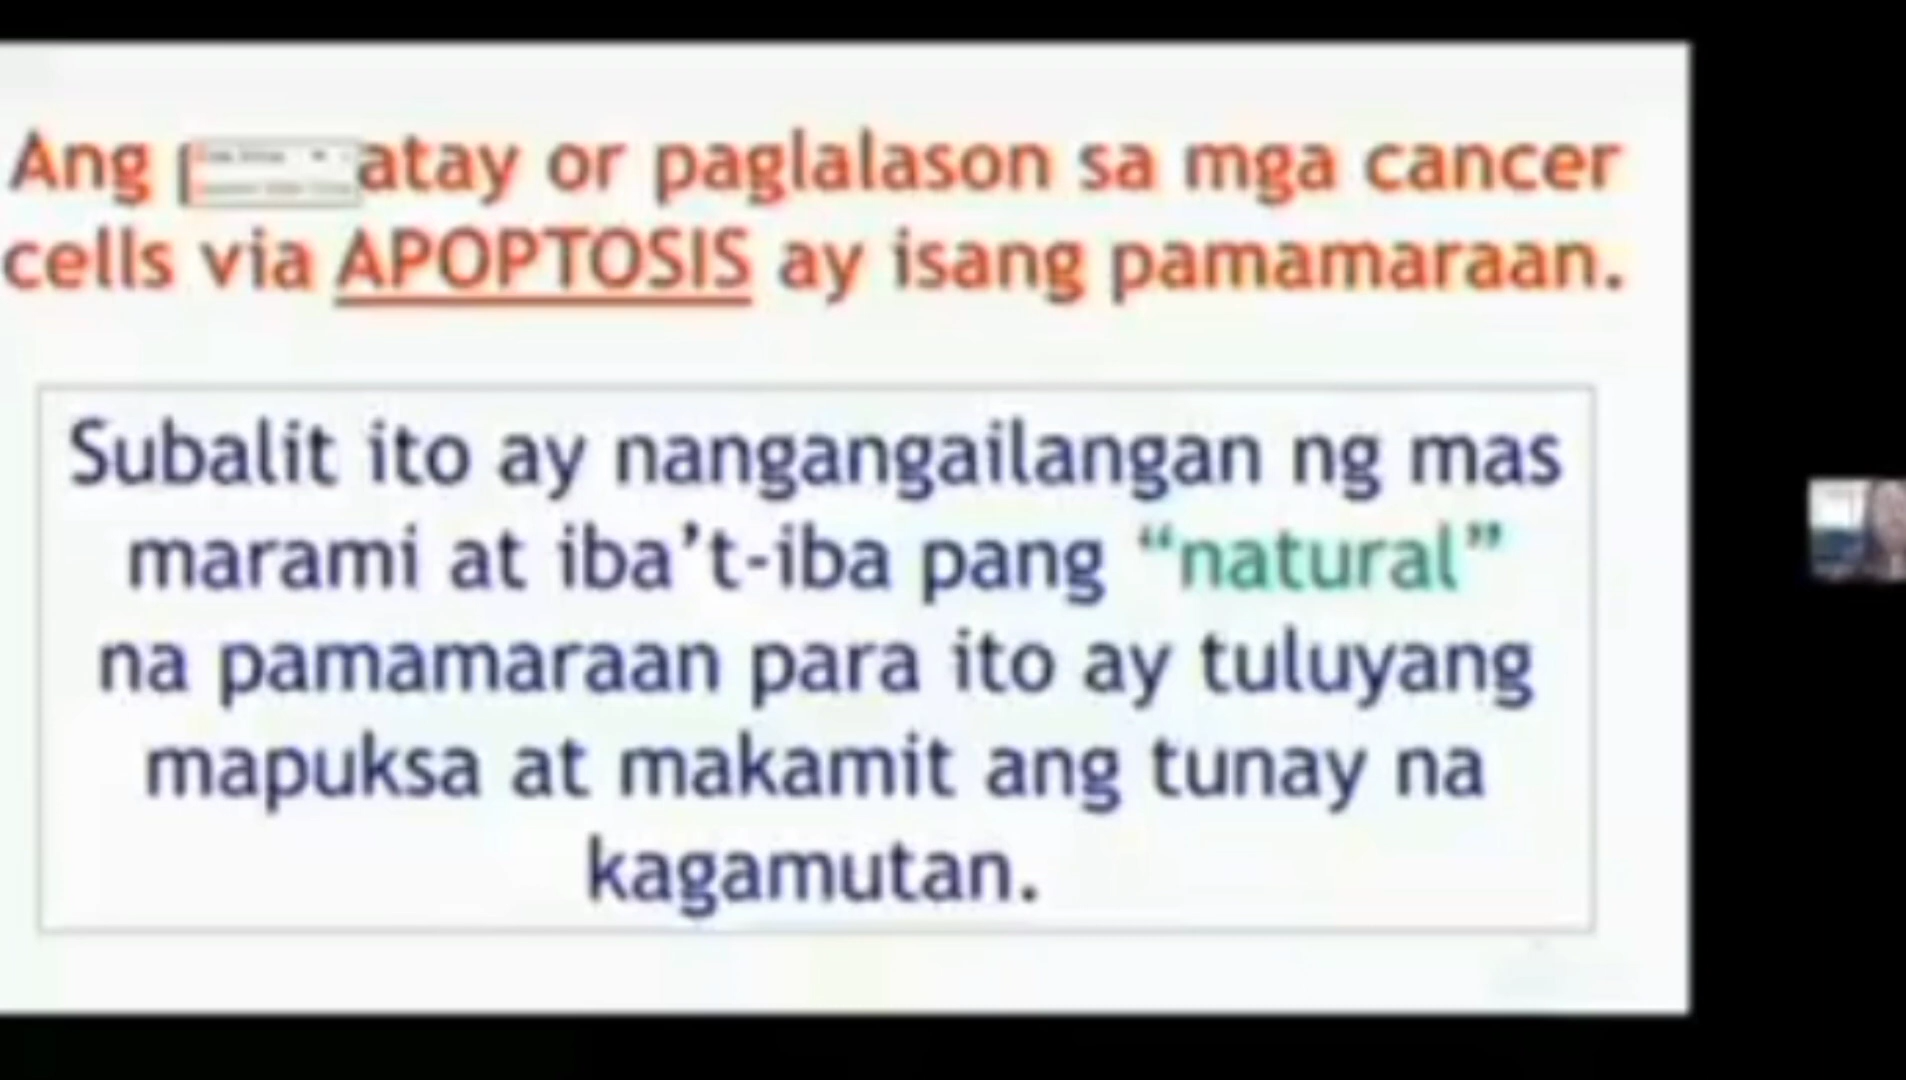 Ang atay or paglalason sa mga cancer
cells via APOPTOSIS ay isang pamamaraan.
Subalit ito ay nangangailangan ng mas
marami at iba't-iba pang “natural”
na pamamaraan para ito ay tuluyang
mapuksa at makamit ang tunay na
kagamutan.